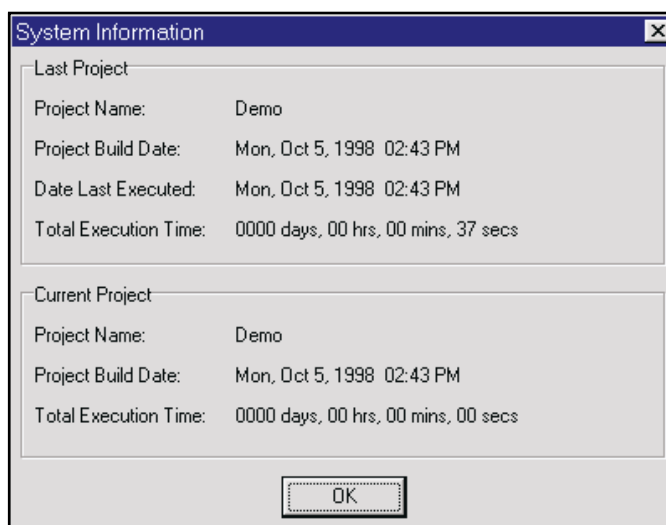 System Information
Last Project
Project Name: Demo
Project Build Date: Mon, Oct 5, 1998 02:43 PM
Date Last Executed: Mon, Oct 5, 1998 02:43 PM
Total Execution Time: 0000 days, 00 hrs, 00 mins, 37 secs
Current Project
Project Name: Demo
Project Build Date: Mon, Oct 5, 1998 02:43 PM
Total Execution Time: 0000 days, 00 hrs, 00 mins, 00 secs
OK